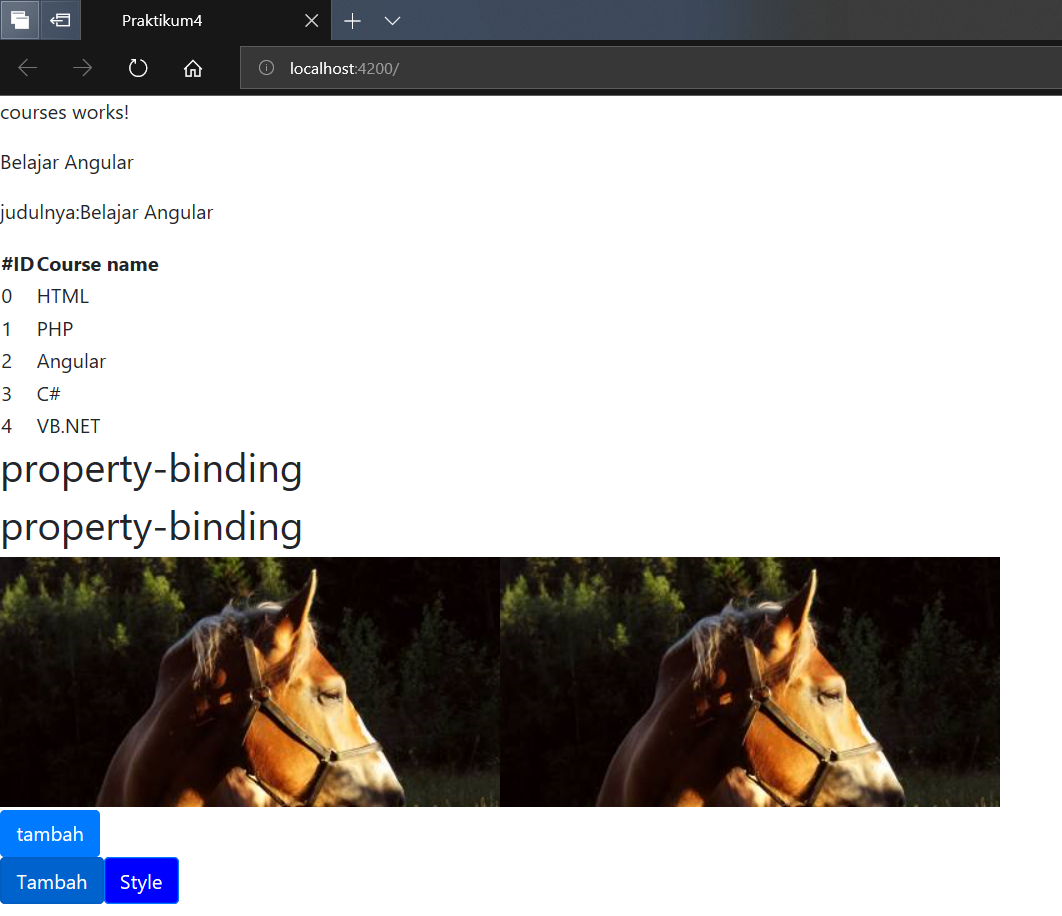 Praktikum4
localhost:4200/
courses works!
Belajar Angular
judulnya:Belajar Angular
#ID Course name
0 HTML
1 PHP
2 Angular
3 C#
4 VB.NET
property-binding
property-binding
tambah
Tambah Style